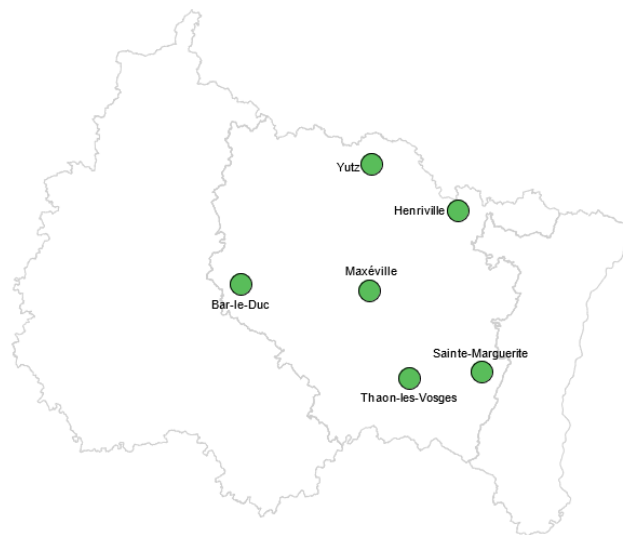 Yutz
Henriville
Maxéville
Bar-le-Duc
Sainte-Marguerite
Thaon-les-Vosges